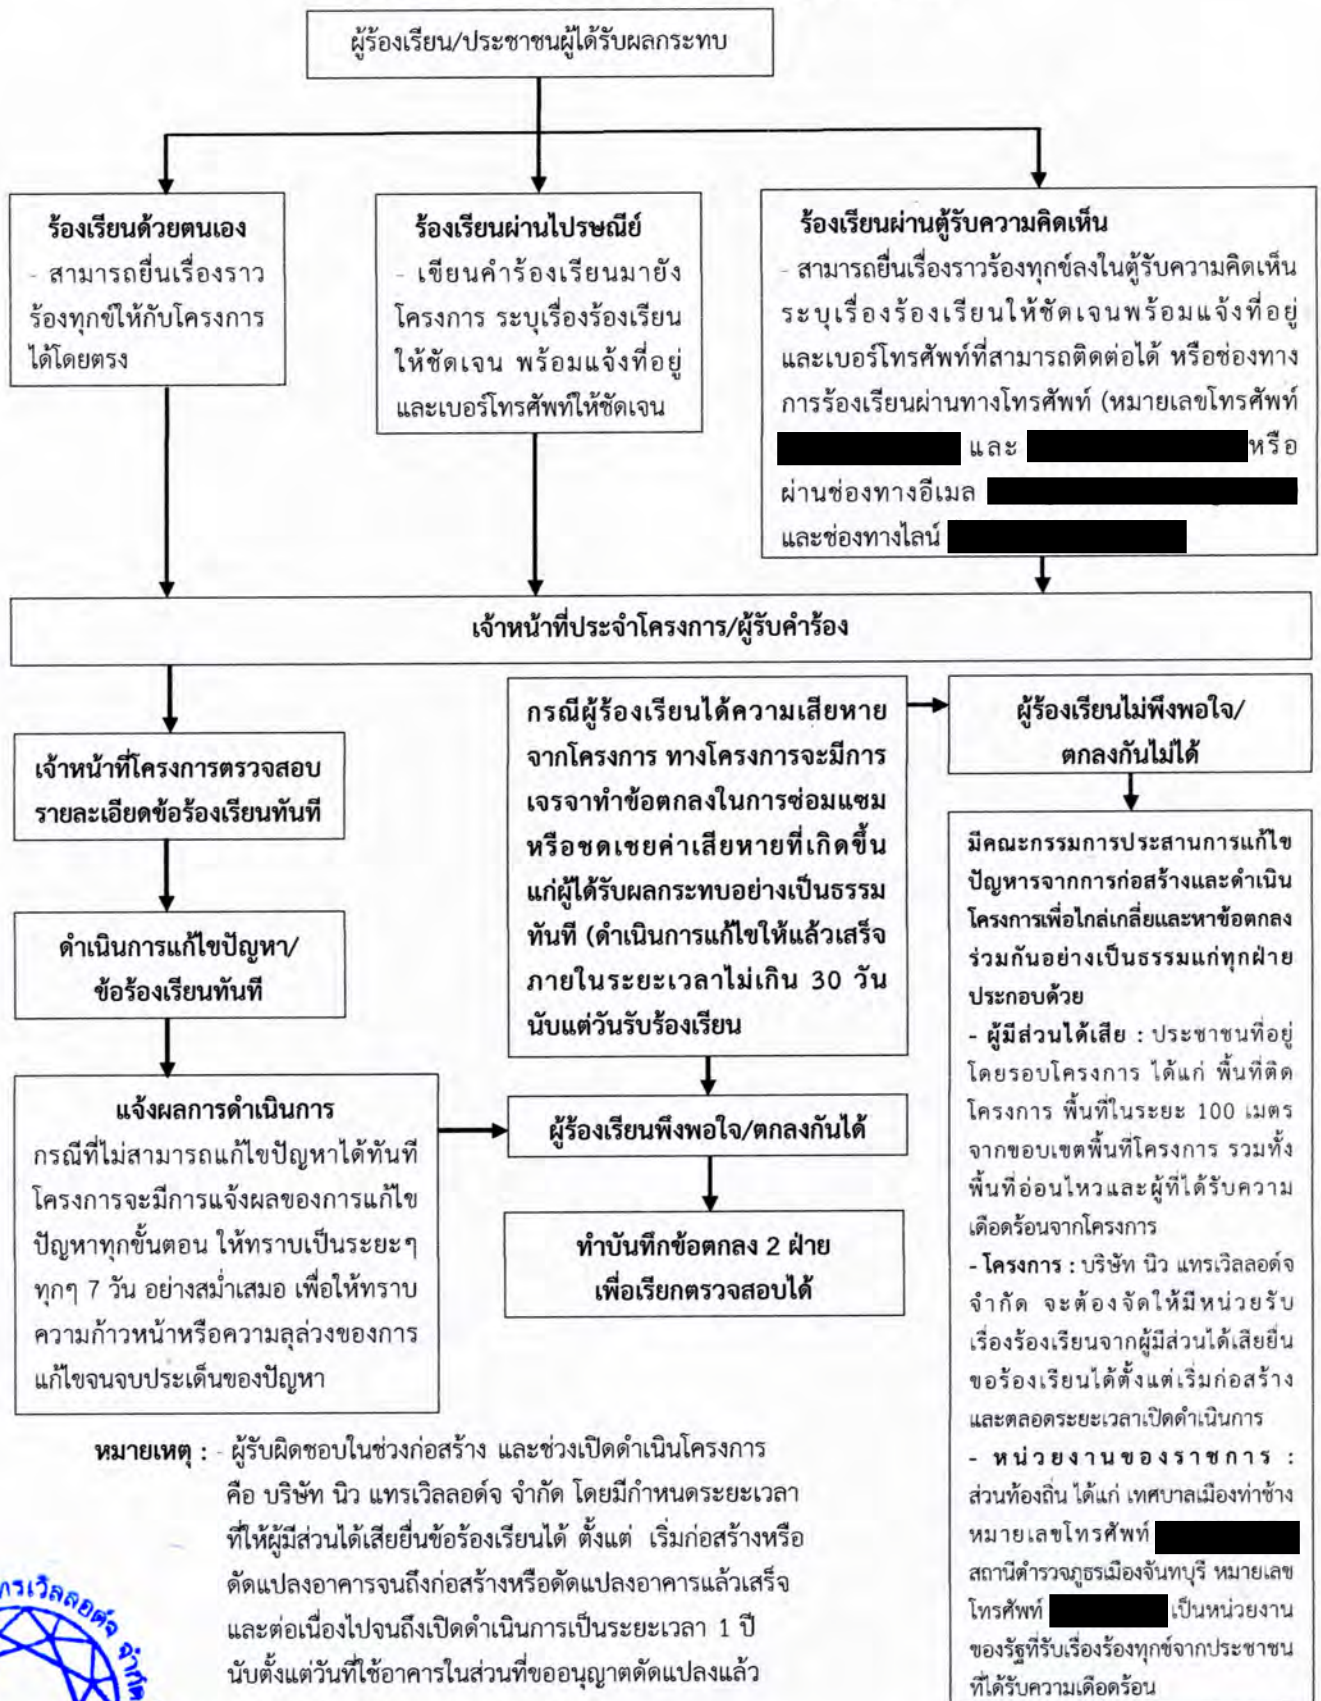 ผู้ร้องเรียน/ประชาชนผู้ได้รับผลกระทบ
ร้องเรียนด้วยตนเอง
- สามารถยื่นเรื่องราว
ร้องทุกข์ให้กับโครงการ
ได้โดยตรง
ร้องเรียนผ่านไปรษณีย์
- เขียนคำร้องเรียนมายัง
โครงการ ระบุเรื่องร้องเรียน
ให้ชัดเจน พร้อมแจ้งที่อยู่
และเบอร์โทรศัพท์ให้ชัดเจน
ร้องเรียนผ่านตู้รับความคิดเห็น
- สามารถยื่นเรื่องราวร้องทุกข์ลงในตู้รับความคิดเห็น
ระบุเรื่องร้องเรียนให้ชัดเจนพร้อมแจ้งที่อยู่
และเบอร์โทรศัพท์ที่สามารถติดต่อได้ หรือช่องทาง
การร้องเรียนผ่านทางโทรศัพท์ (หมายเลขโทรศัพท์
และ หรือ
ผ่านช่องทางอีเมล
และช่องทางไลน์
เจ้าหน้าที่ประจำโครงการ/ผู้รับคำร้อง
เจ้าหน้าที่โครงการตรวจสอบ
รายละเอียดข้อร้องเรียนทันที
ดำเนินการแก้ไขปัญหา/
ข้อร้องเรียนทันที
แจ้งผลการดำเนินการ
กรณีที่ไม่สามารถแก้ไขปัญหาได้ทันที
โครงการจะมีการแจ้งผลของการแก้ไข
ปัญหาทุกขั้นตอน ให้ทราบเป็นระยะๆ
ทุกๆ 7 วัน อย่างสม่ำเสมอ เพื่อให้ทราบ
ความก้าวหน้าหรือความลุล่วงของการ
แก้ไขจนจบประเด็นของปัญหา
กรณีผู้ร้องเรียนได้ความเสียหาย
จากโครงการ ทางโครงการจะมีการ
เจรจาทำข้อตกลงในการซ่อมแซม
หรือชดเชยค่าเสียหายที่เกิดขึ้น
แก่ผู้ได้รับผลกระทบอย่างเป็นธรรม
ทันที (ดำเนินการแก้ไขให้แล้วเสร็จ
ภายในระยะเวลาไม่เกิน 30 วัน
นับแต่วันรับร้องเรียน
ผู้ร้องเรียนพึงพอใจ/ตกลงกันได้
ทำบันทึกข้อตกลง 2 ฝ่าย
เพื่อเรียกตรวจสอบได้
ผู้ร้องเรียนไม่พึงพอใจ/
ตกลงกันไม่ได้
มีคณะกรรมการประสานการแก้ไข
ปัญหารจากการก่อสร้างและดำเนิน
โครงการเพื่อไกล่เกลี่ยและหาข้อตกลง
ร่วมกันอย่างเป็นธรรมแก่ทุกฝ่าย
ประกอบด้วย
- ผู้มีส่วนได้เสีย : ประชาชนที่อยู่
โดยรอบโครงการ ได้แก่ พื้นที่ติด
โครงการ พื้นที่ในระยะ 100 เมตร
จากขอบเขตพื้นที่โครงการ รวมทั้ง
พื้นที่อ่อนไหวและผู้ที่ได้รับความ
เดือดร้อนจากโครงการ
- โครงการ : บริษัท นิว แทรเวิลลอด์จ
จำกัด จะต้องจัดให้มีหน่วยรับ
เรื่องร้องเรียนจากผู้มีส่วนได้เสียยื่น
ขอร้องเรียนได้ตั้งแต่เริ่มก่อสร้าง
และตลอดระยะเวลาเปิดดำเนินการ
- หน่วยงานของราชการ :
ส่วนท้องถิ่น ได้แก่ เทศบาลเมืองท่าช้าง
หมายเลขโทรศัพท์
สถานีตำรวจภูธรเมืองจันทบุรี หมายเลข
โทรศัพท์ เป็นหน่วยงาน
ของรัฐที่รับเรื่องร้องทุกข์จากประชาชน
ที่ได้รับความเดือดร้อน
หมายเหตุ : - ผู้รับผิดชอบในช่วงก่อสร้าง และช่วงเปิดดำเนินโครงการ
คือ บริษัท นิว แทรเวิลลอด์จ จำกัด โดยมีกำหนดระยะเวลา
ที่ให้ผู้มีส่วนได้เสียยื่นข้อร้องเรียนได้ ตั้งแต่ เริ่มก่อสร้างหรือ
ดัดแปลงอาคารจนถึงก่อสร้างหรือดัดแปลงอาคารแล้วเสร็จ
และต่อเนื่องไปจนถึงเปิดดำเนินการเป็นระยะเวลา 1 ปี
นับตั้งแต่วันที่ใช้อาคารในส่วนที่ขออนุญาตดัดแปลงแล้ว